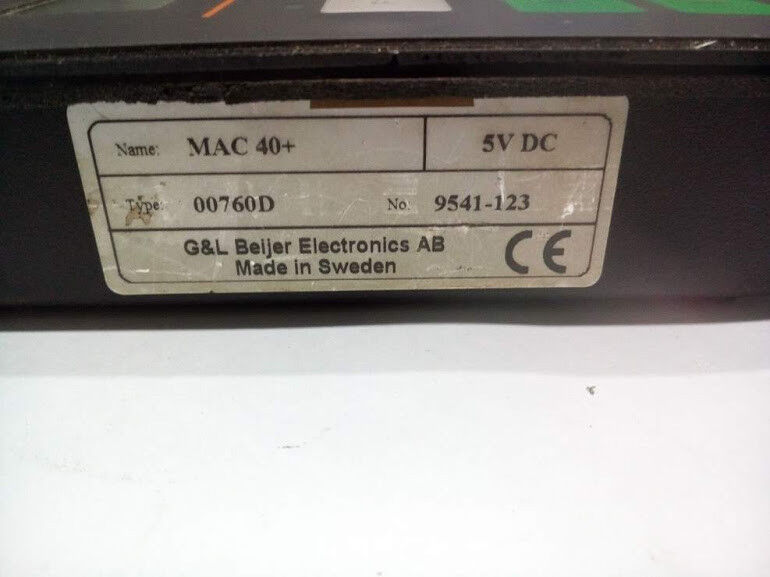 Name: MAC 40+ 5V DC
Type: 00760D No: 9541-123
G&L Beijer Electronics AB
Made in Sweden CE